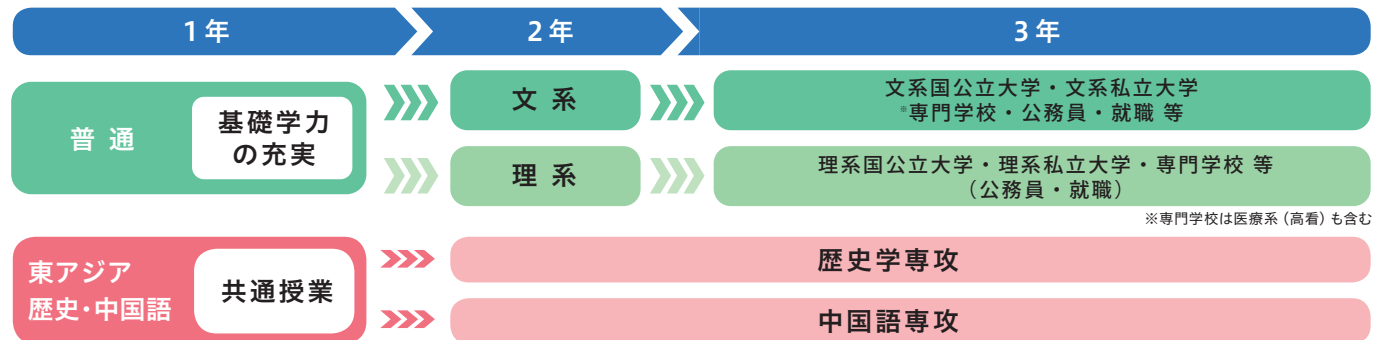 1年
2年
3年
普通
基礎学力
の充実
文系
文系国公立大学・文系私立大学
※専門学校・公務員・就職 等
理系
理系国公立大学・理系私立大学・専門学校 等
(公務員・就職)
※専門学校は医療系(高看)も含む
東アジア
歴史・中国語
共通授業
歴史学専攻
中国語専攻